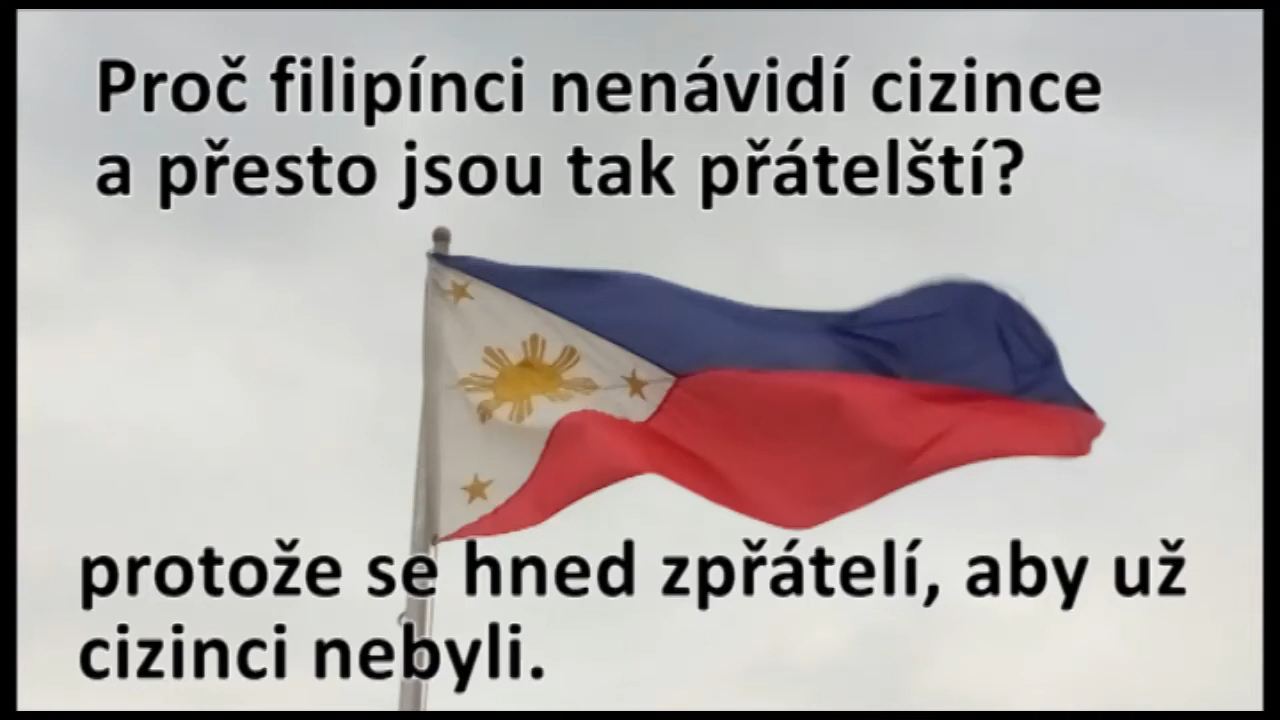 Proč filipínci nenávidí cizince
a přesto jsou tak přátelští?
protože se hned zpřátelí, aby už
cizinci nebyli.